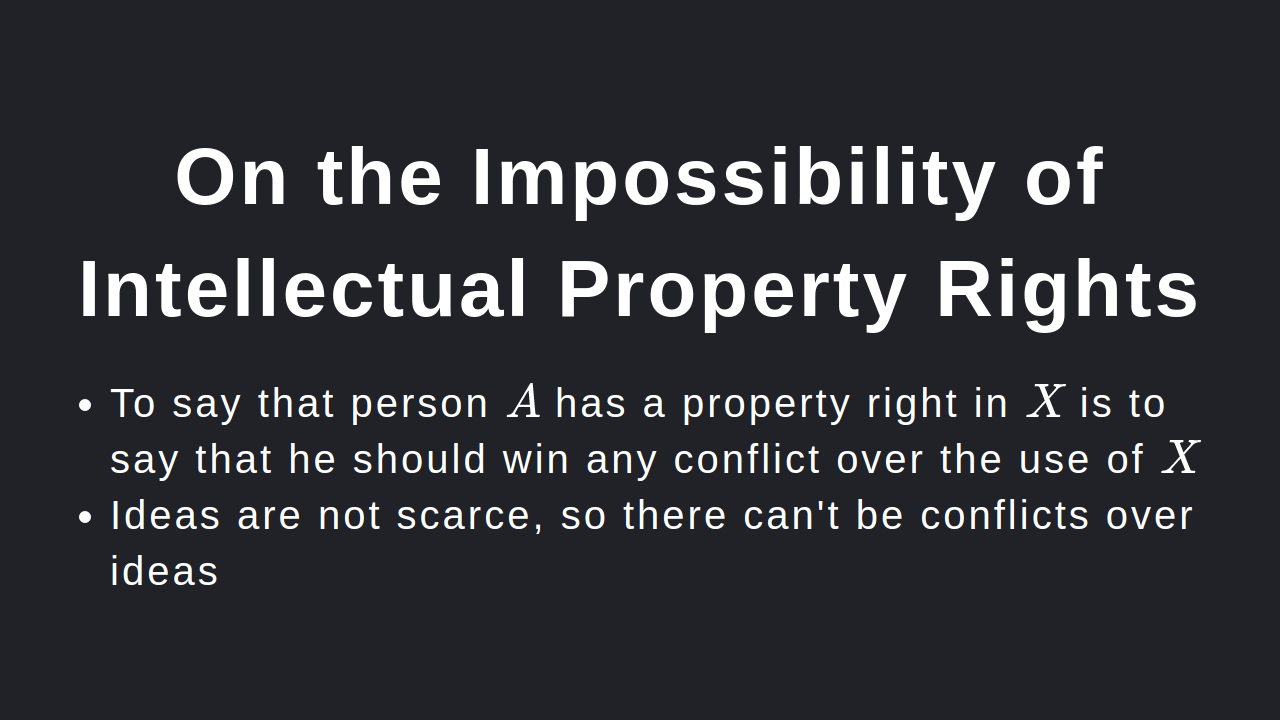 On the Impossibility of
Intellectual Property Rights
• To say that person A has a property right in X is to
say that he should win any conflict over the use of X
• Ideas are not scarce, so there can't be conflicts over
ideas